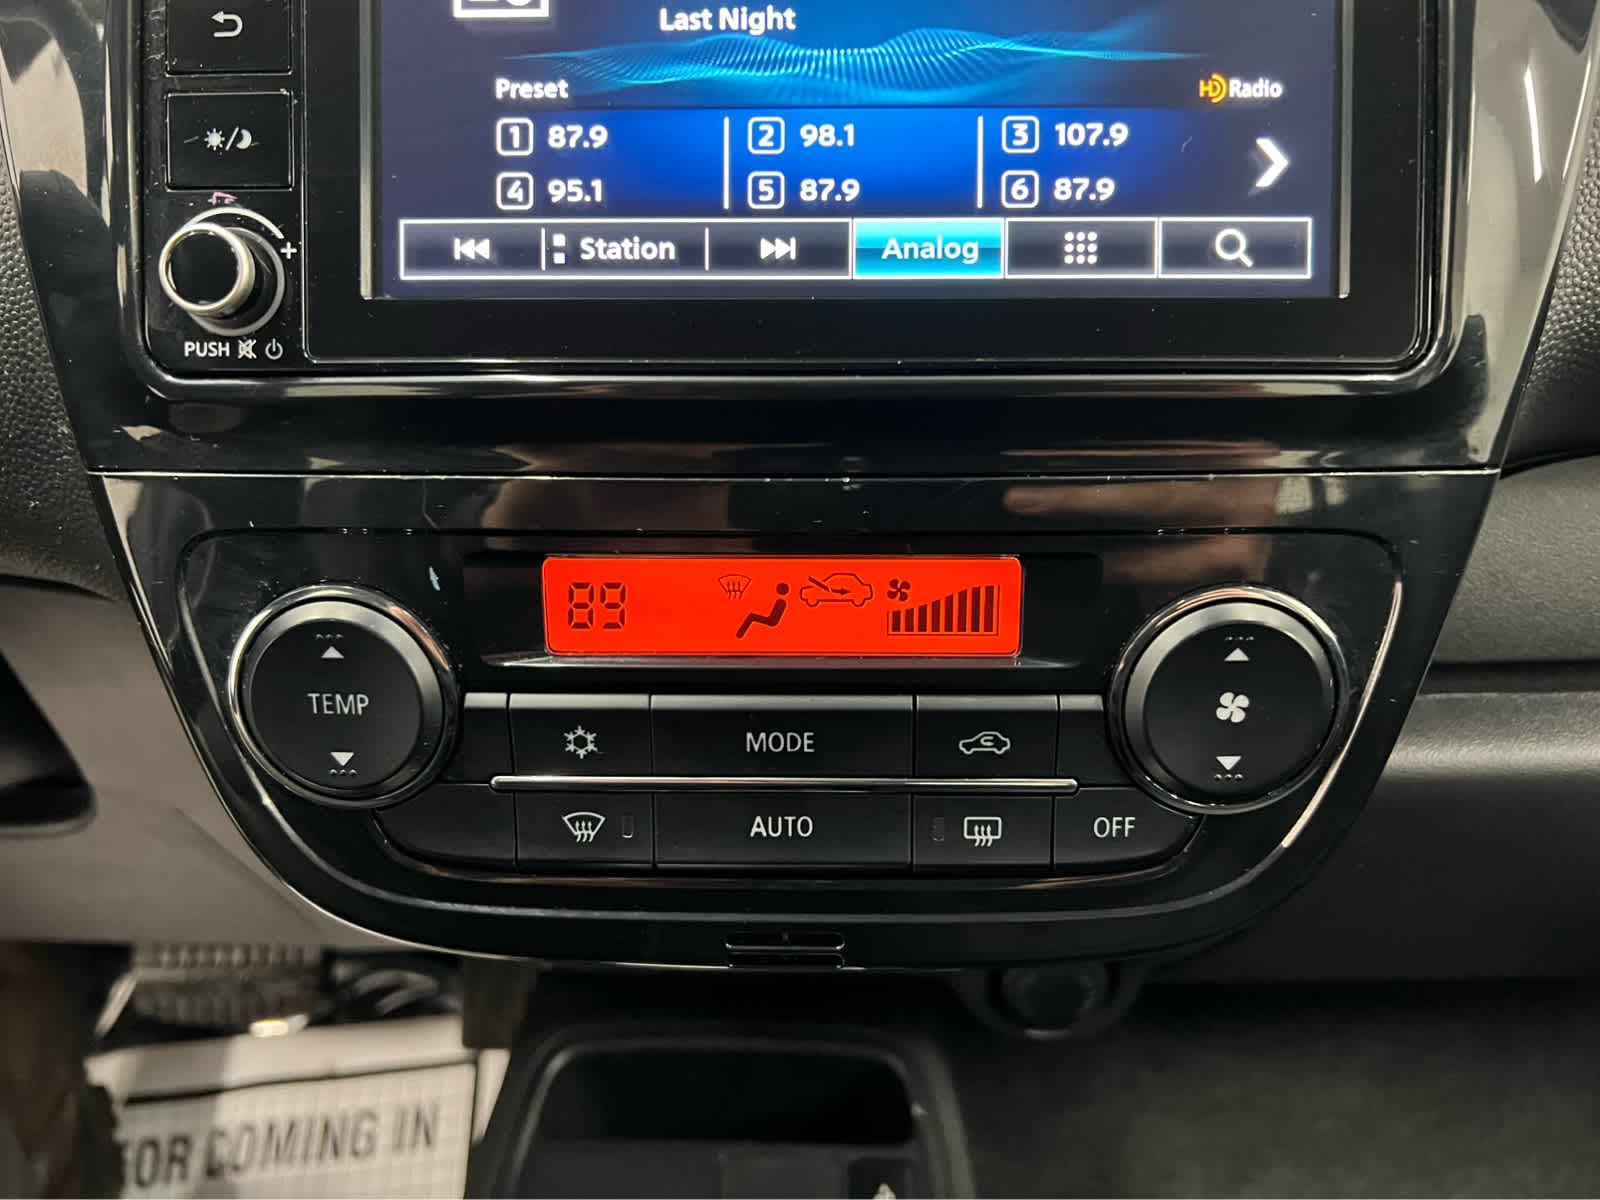 Last Night
Preset
HD Radio
1 87.9 2 98.1 3 107.9
4 95.1 5 87.9 6 87.9
Station Analog
+
PUSH
89
TEMP
MODE
AUTO
OFF
FOR COMING IN